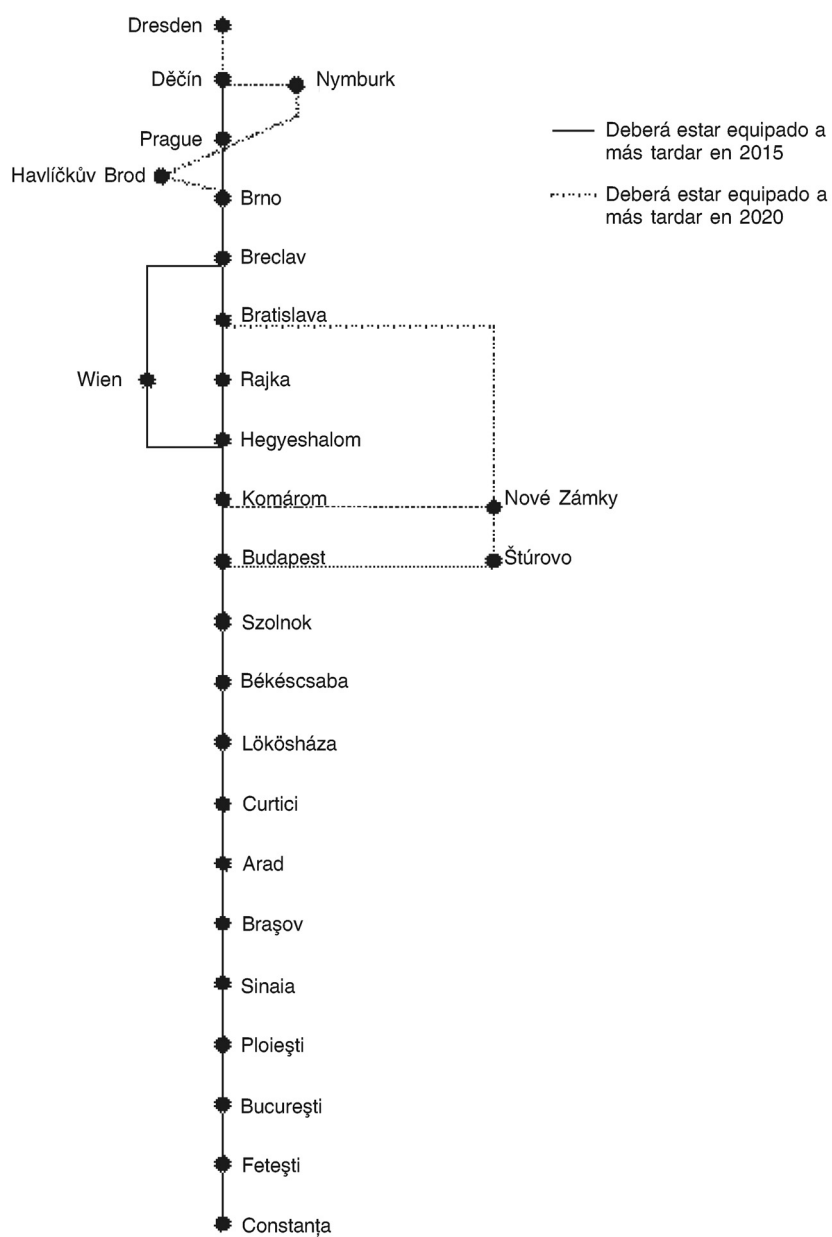 Dresden
Děčín
Nymburk
Prague
Deberá estar equipado a
más tardar en 2015
Havlíčkův Brod
Deberá estar equipado a
más tardar en 2020
Brno
Breclav
Bratislava
Wien
Rajka
Hegyeshalom
Komárom
Nové Zámky
Budapest
Štúrovo
Szolnok
Békéscsaba
Lökösháza
Curtici
Arad
Braşov
Sinaia
Ploieşti
Bucureşti
Feteşti
Constanța